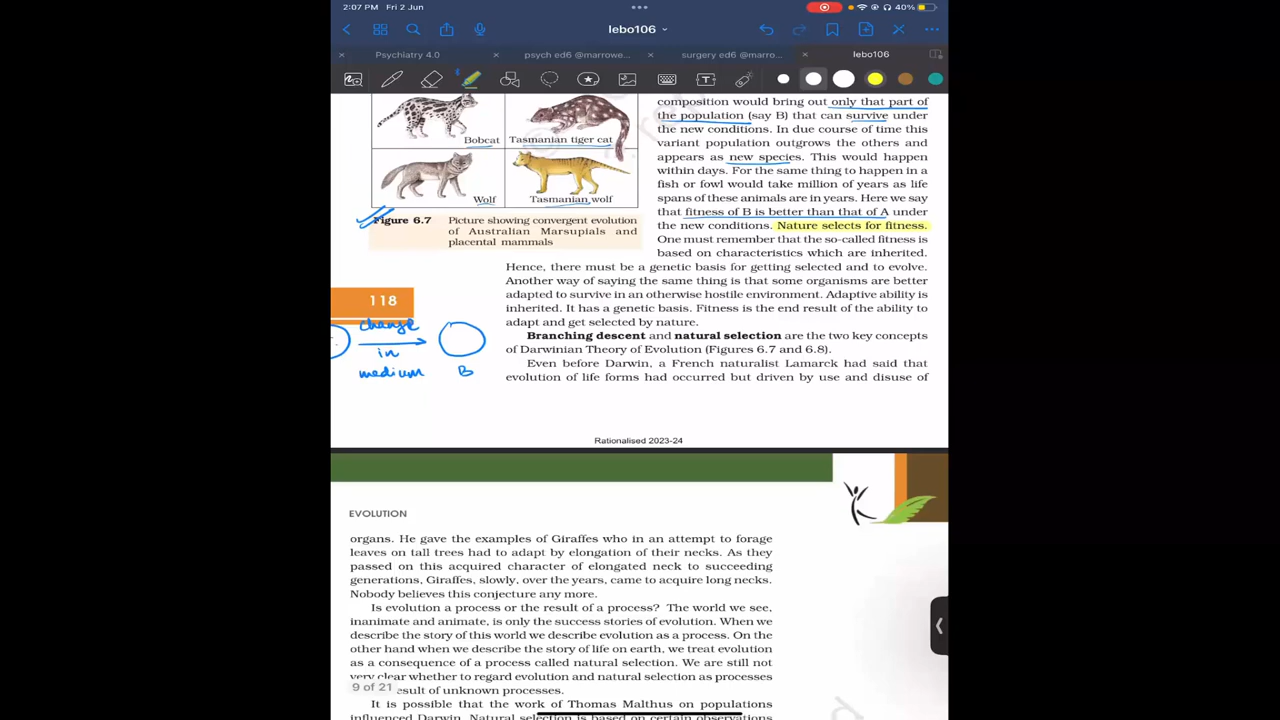 2:07 PM Fri 2 Jun
40%
lebo106
Psychiatry 4.0
psych ed6 @marrowe...
surgery ed6 @marro...
lebo106
Bobcat
Tasmanian tiger cat
Wolf
Tasmanian wolf
Figure 6.7 Picture showing convergent evolution
of Australian Marsupials and
placental mammals
118
change
in
medium
B
composition would bring out only that part of
the population (say B) that can survive under
the new conditions. In due course of time this
variant population outgrows the others and
appears as new species. This would happen
within days. For the same thing to happen in a
fish or fowl would take million of years as life
spans of these animals are in years. Here we say
that fitness of B is better than that of A under
the new conditions. Nature selects for fitness.
One must remember that the so-called fitness is
based on characteristics which are inherited.
Hence, there must be a genetic basis for getting selected and to evolve.
Another way of saying the same thing is that some organisms are better
adapted to survive in an otherwise hostile environment. Adaptive ability is
inherited. It has a genetic basis. Fitness is the end result of the ability to
adapt and get selected by nature.
Branching descent and natural selection are the two key concepts
of Darwinian Theory of Evolution (Figures 6.7 and 6.8).
Even before Darwin, a French naturalist Lamarck had said that
evolution of life forms had occurred but driven by use and disuse of
Rationalised 2023-24
EVOLUTION
organs. He gave the examples of Giraffes who in an attempt to forage
leaves on tall trees had to adapt by elongation of their necks. As they
passed on this acquired character of elongated neck to succeeding
generations, Giraffes, slowly, over the years, came to acquire long necks.
Nobody believes this conjecture any more.
Is evolution a process or the result of a process? The world we see,
inanimate and animate, is only the success stories of evolution. When we
describe the story of this world we describe evolution as a process. On the
other hand when we describe the story of life on earth, we treat evolution
as a consequence of a process called natural selection. We are still not
very clear whether to regard evolution and natural selection as processes
9 of 21
esult of unknown processes.
It is possible that the work of Thomas Malthus on populations
influenced Darwin. Natural selection is based on certain observations